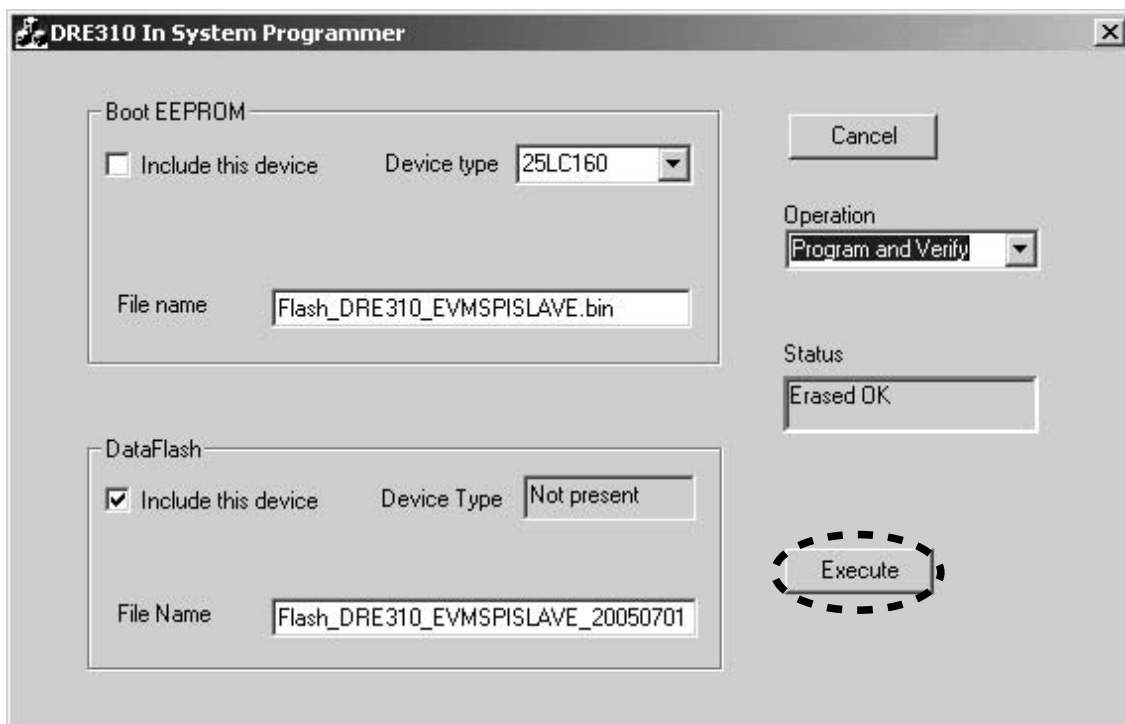 DRE310 In System Programmer
Boot EEPROM
Include this device
Device type
25LC160
File name
Flash_DRE310_EVMSPISLAVE.bin
DataFlash
Include this device
Device Type
Not present
File Name
Flash_DRE310_EVMSPISLAVE_20050701
Cancel
Operation
Program and Verify
Status
Erased OK
Execute